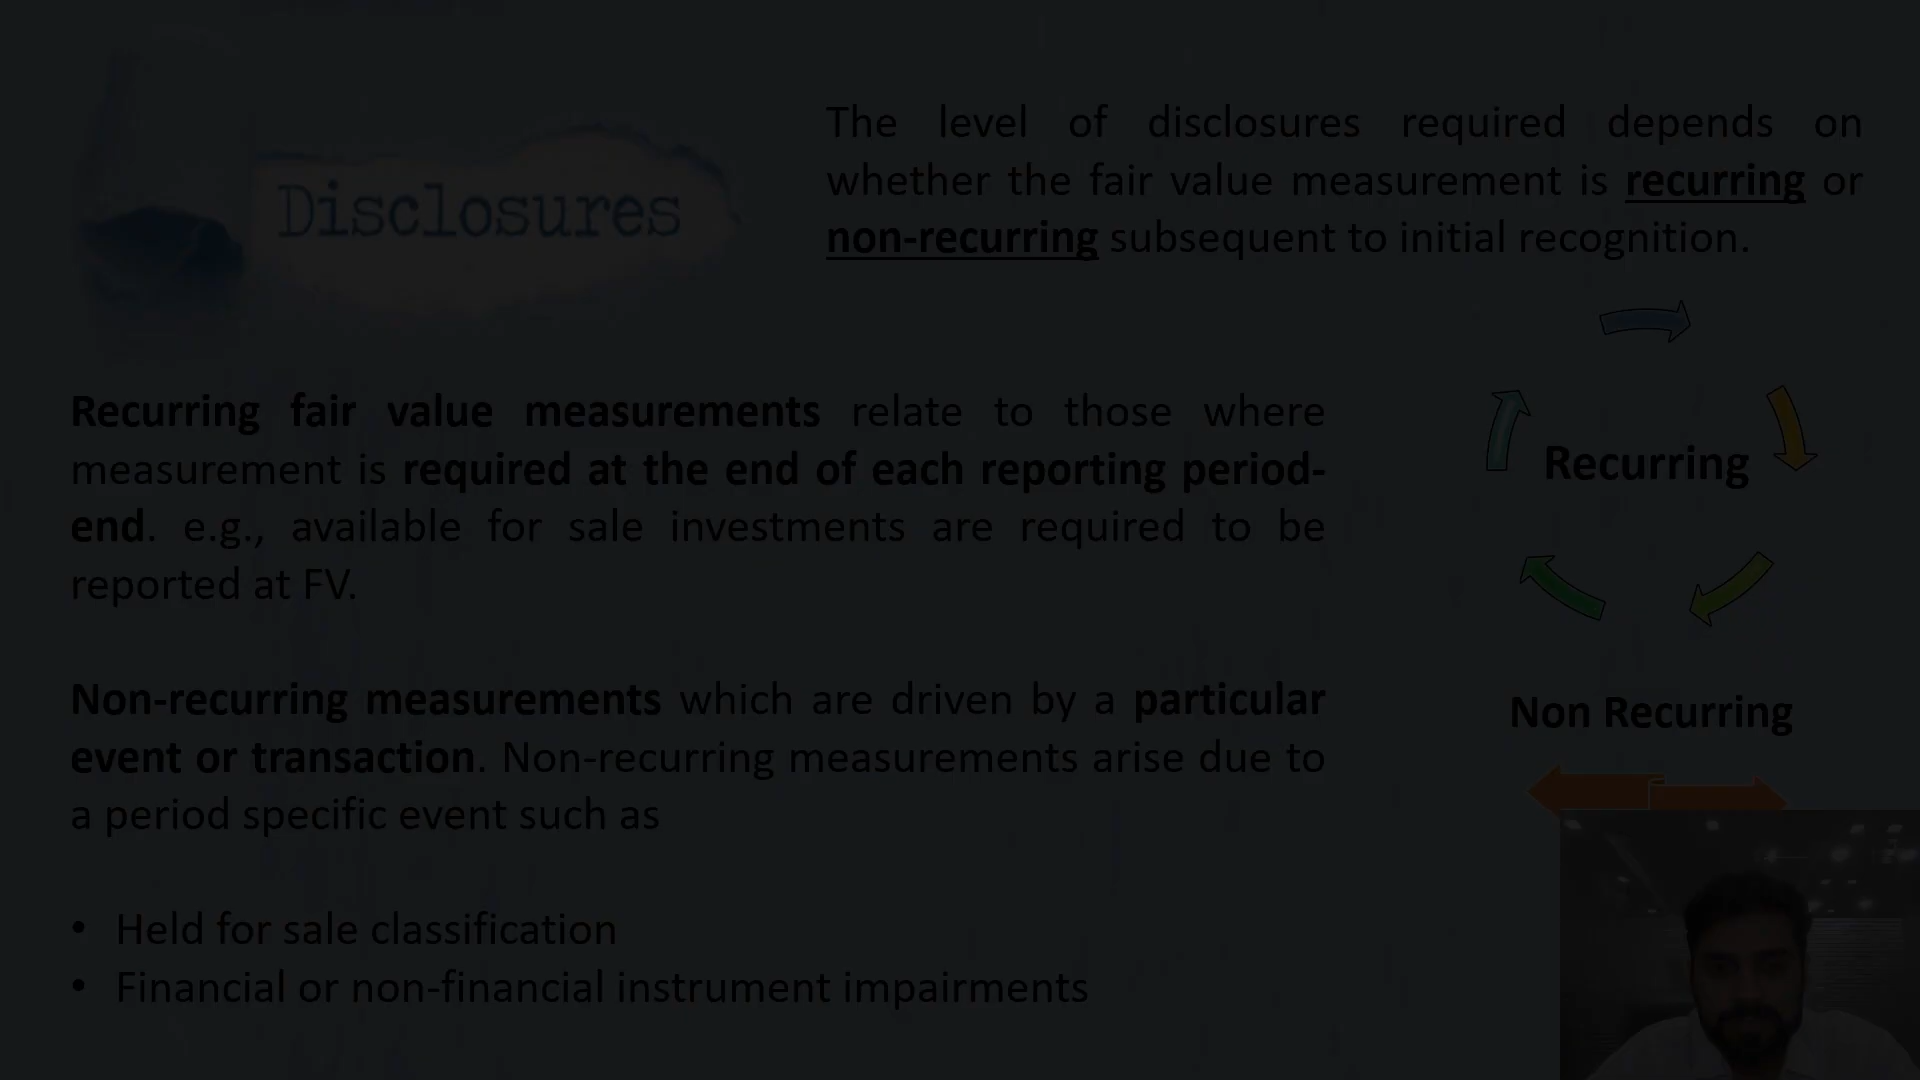 Disclosures
The level of disclosures required depends on
whether the fair value measurement is recurring or
non-recurring subsequent to initial recognition.
Recurring fair value measurements relate to those where
measurement is required at the end of each reporting period-
end. e.g., available for sale investments are required to be
reported at FV.
Recurring
Non-recurring measurements which are driven by a particular
event or transaction. Non-recurring measurements arise due to
a period specific event such as
Non Recurring
• Held for sale classification
• Financial or non-financial instrument impairments